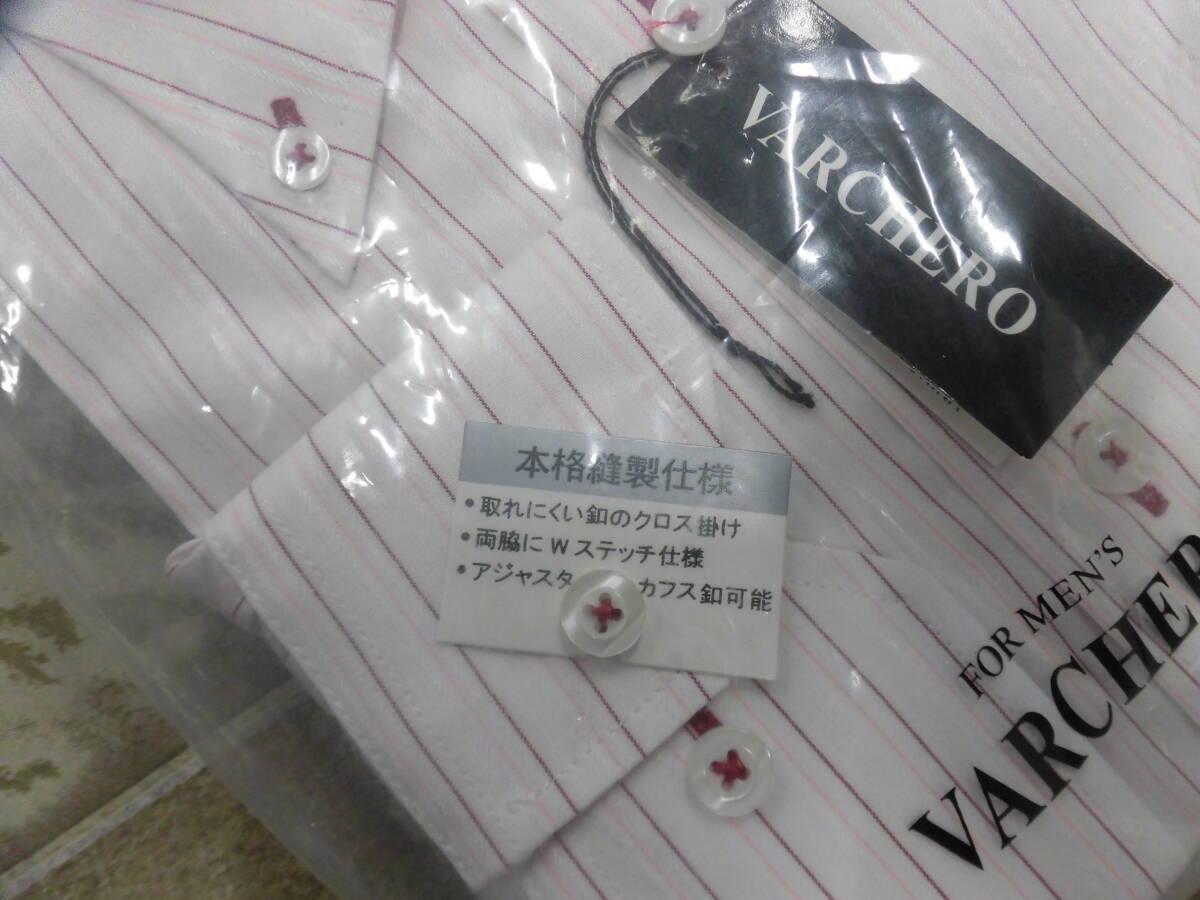 VARCHERO
本格縫製仕様
•取れにくい釦のクロス掛け
•両脇にWステッチ仕様
•アジャスタ カフス釦可能
FOR MEN'S
VARCHER